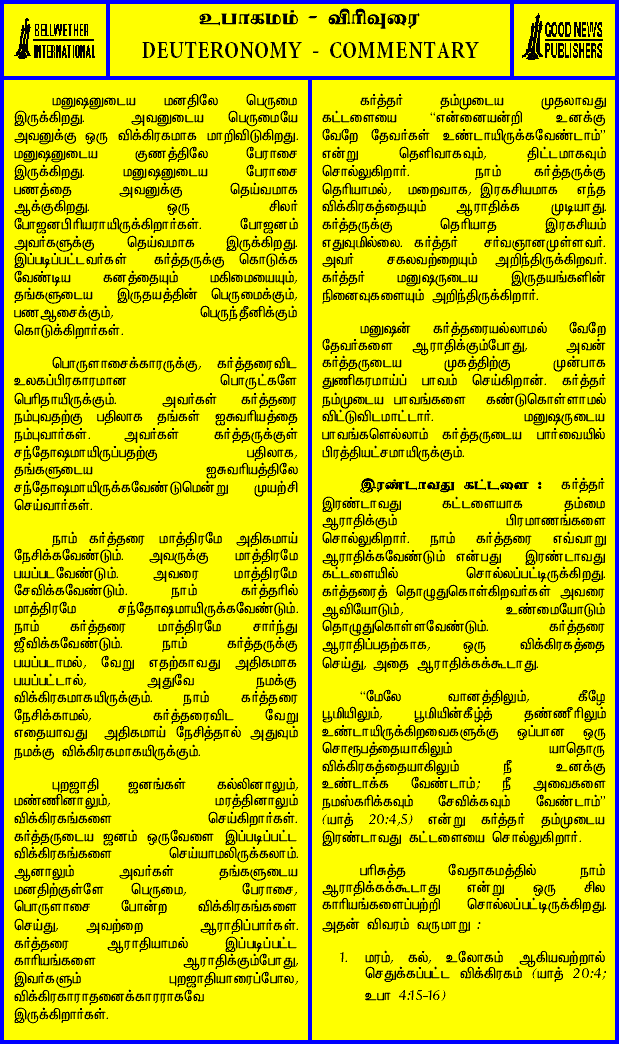 BELLWETHER
INTERNATIONAL
உபாகமம் - விரிவுரை
DEUTERONOMY - COMMENTARY
GOOD NEWS
PUBLISHERS
மனுஷனுடைய மனதிலே பெருமை
இருக்கிறது. அவனுடைய பெருமையே
அவனுக்கு ஒரு விக்கிரகமாக மாறிவிடுகிறது.
மனுஷனுடைய குணத்திலே பேராசை
இருக்கிறது. மனுஷனுடைய பேராசை
பணத்தை அவனுக்கு தெய்வமாக
ஆக்குகிறது. ஒரு சிலர்
போஜனபிரியராயிருக்கிறார்கள். போஜனம்
அவர்களுக்கு தெய்வமாக இருக்கிறது.
இப்படிப்பட்டவர்கள் கர்த்தருக்கு கொடுக்க
வேண்டிய கனத்தையும் மகிமையையும்,
தங்களுடைய இருதயத்தின் பெருமைக்கும்,
பணஆசைக்கும், பெருந்தீனிக்கும்
கொடுக்கிறார்கள்.
பொருளாசைக்காரருக்கு, கர்த்தரைவிட
உலகப்பிரகாரமான பொருட்களே
பெரிதாயிருக்கும். அவர்கள் கர்த்தரை
நம்புவதற்கு பதிலாக தங்கள் ஐசுவரியத்தை
நம்புவார்கள். அவர்கள் கர்த்தருக்குள்
சந்தோஷமாயிருப்பதற்கு பதிலாக,
தங்களுடைய ஐசுவரியத்திலே
சந்தோஷமாயிருக்கவேண்டுமென்று முயற்சி
செய்வார்கள்.
நாம் கர்த்தரை மாத்திரமே அதிகமாய்
நேசிக்கவேண்டும். அவருக்கு மாத்திரமே
பயப்படவேண்டும். அவரை மாத்திரமே
சேவிக்கவேண்டும். நாம் கர்த்தரில்
மாத்திரமே சந்தோஷமாயிருக்கவேண்டும்.
நாம் கர்த்தரை மாத்திரமே சார்ந்து
ஜீவிக்கவேண்டும். நாம் கர்த்தருக்கு
பயப்படாமல், வேறு எதற்காவது அதிகமாக
பயப்பட்டால், அதுவே நமக்கு
விக்கிரகமாகயிருக்கும். நாம் கர்த்தரை
நேசிக்காமல், கர்த்தரைவிட வேறு
எதையாவது அதிகமாய் நேசித்தால் அதுவும்
நமக்கு விக்கிரகமாகயிருக்கும்.
புறஜாதி ஜனங்கள் கல்லினாலும்,
மண்ணினாலும், மரத்தினாலும்
விக்கிரகங்களை செய்கிறார்கள்.
கர்த்தருடைய ஜனம் ஒருவேளை இப்படிப்பட்ட
விக்கிரகங்களை செய்யாமலிருக்கலாம்.
ஆனாலும் அவர்கள் தங்களுடைய
மனதிற்குள்ளே பெருமை, பேராசை,
பொருளாசை போன்ற விக்கிரகங்களை
செய்து, அவற்றை ஆராதிப்பார்கள்.
கர்த்தரை ஆராதியாமல் இப்படிப்பட்ட
காரியங்களை ஆராதிக்கும்போது,
இவர்களும் புறஜாதியாரைப்போல,
விக்கிரகாராதனைக்காரராகவே
இருக்கிறார்கள்.
கர்த்தர் தம்முடைய முதலாவது
கட்டளையை "என்னையன்றி உனக்கு
வேறே தேவர்கள் உண்டாயிருக்கவேண்டாம்"
என்று தெளிவாகவும், திட்டமாகவும்
சொல்லுகிறார். நாம் கர்த்தருக்கு
தெரியாமல், மறைவாக, இரகசியமாக எந்த
விக்கிரகத்தையும் ஆராதிக்க முடியாது.
கர்த்தருக்கு தெரியாத இரகசியம்
எதுவுமில்லை. கர்த்தர் சர்வஞானமுள்ளவர்.
அவர் சகலவற்றையும் அறிந்திருக்கிறவர்.
கர்த்தர் மனுஷருடைய இருதயங்களின்
நினைவுகளையும் அறிந்திருக்கிறார்.
மனுஷன் கர்த்தரையல்லாமல் வேறே
தேவர்களை ஆராதிக்கும்போது, அவன்
கர்த்தருடைய முகத்திற்கு முன்பாக
துணிகரமாய்ப் பாவம் செய்கிறான். கர்த்தர்
நம்முடைய பாவங்களை கண்டுகொள்ளாமல்
விட்டுவிடமாட்டார். மனுஷருடைய
பாவங்களெல்லாம் கர்த்தருடைய பார்வையில்
பிரத்தியட்சமாயிருக்கும்.
இரண்டாவது கட்டளை : கர்த்தர்
இரண்டாவது கட்டளையாக தம்மை
ஆராதிக்கும் பிரமாணங்களை
சொல்லுகிறார். நாம் கர்த்தரை எவ்வாறு
ஆராதிக்கவேண்டும் என்பது இரண்டாவது
கட்டளையில் சொல்லப்பட்டிருக்கிறது.
கர்த்தரைத் தொழுதுகொள்கிறவர்கள் அவரை
ஆவியோடும், உண்மையோடும்
தொழுதுகொள்ளவேண்டும். கர்த்தரை
ஆராதிப்பதற்காக, ஒரு விக்கிரகத்தை
செய்து, அதை ஆராதிக்கக்கூடாது.
"மேலே வானத்திலும், கீழே
பூமியிலும், பூமியின்கீழ்த் தண்ணீரிலும்
உண்டாயிருக்கிறவைகளுக்கு ஒப்பான ஒரு
சொரூபத்தையாகிலும் யாதொரு
விக்கிரகத்தையாகிலும் நீ உனக்கு
உண்டாக்க வேண்டாம்; நீ அவைகளை
நமஸ்கரிக்கவும் சேவிக்கவும் வேண்டாம்"
(யாத் 20:4,5) என்று கர்த்தர் தம்முடைய
இரண்டாவது கட்டளையை சொல்லுகிறார்.
பரிசுத்த வேதாகமத்தில் நாம்
ஆராதிக்கக்கூடாது என்று ஒரு சில
காரியங்களைப்பற்றி சொல்லப்பட்டிருக்கிறது.
அதன் விவரம் வருமாறு :
1. மரம், கல், உலோகம் ஆகியவற்றால்
செதுக்கப்பட்ட விக்கிரகம் (யாத் 20:4;
உபா 4:15-16)